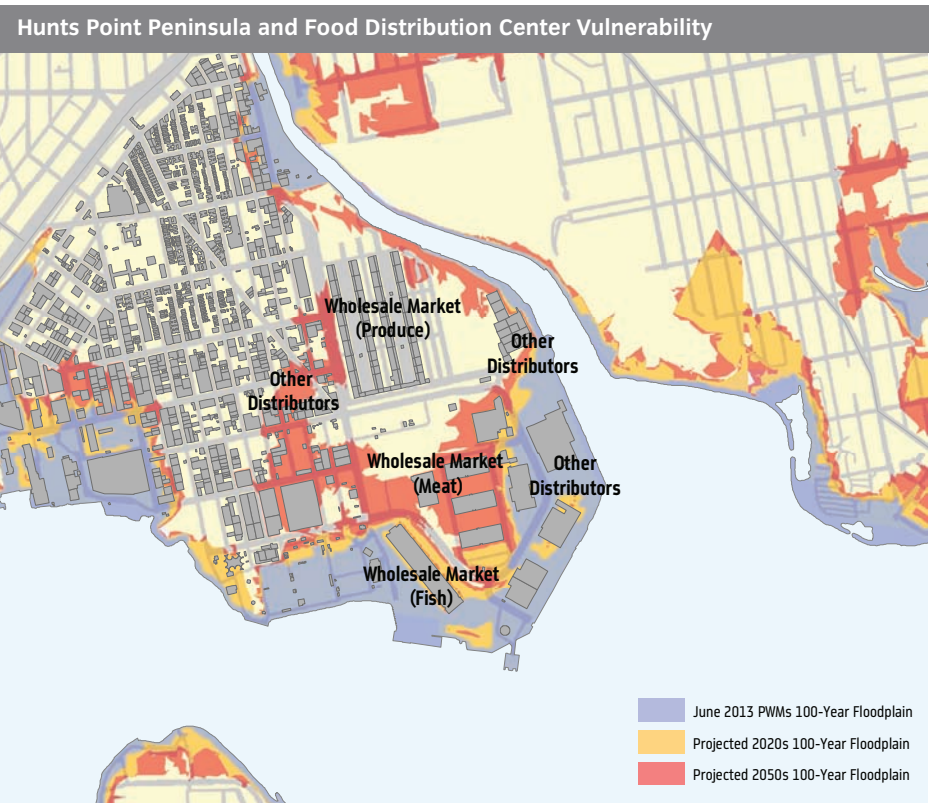 Hunts Point Peninsula and Food Distribution Center Vulnerability
Wholesale Market
(Produce)
Other
Distributors
Other
Distributors
Wholesale Market
(Meat)
Other
Distributors
Wholesale Market
(Fish)
June 2013 PWMs 100-Year Floodplain
Projected 2020s 100-Year Floodplain
Projected 2050s 100-Year Floodplain